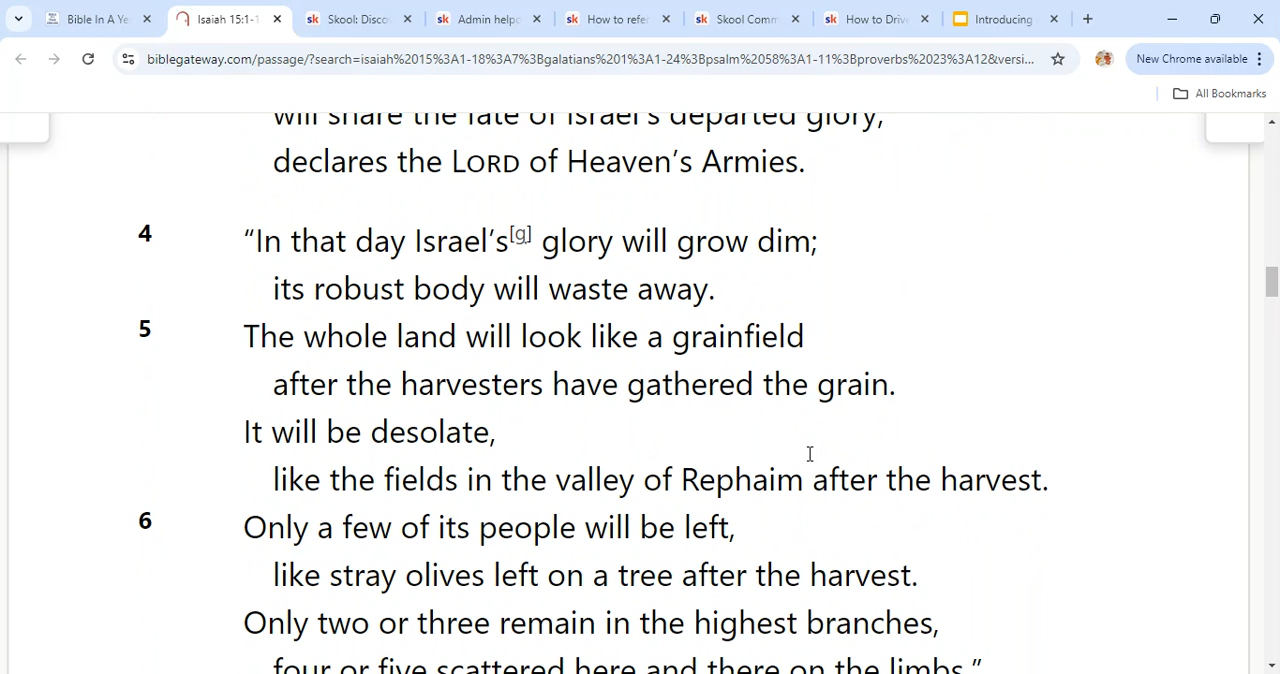 Bible In A Ye
Isaiah 15:1-1
Skool: Disco
Admin helpe
How to refe
Skool Comm
How to Driv
Introducing
biblegateway.com/passage/?search=isaiah%2015%3A1-18%3A7%3Bgalatians%201%3A1-24%3Bpsalm%2058%3A1-11%3Bproverbs%2023%3A12&versi...
New Chrome available
All Bookmarks
will share the fate of Israel's departed glory,
declares the LORD of Heaven's Armies.
4 “In that day Israel's[g] glory will grow dim;
its robust body will waste away.
5 The whole land will look like a grainfield
after the harvesters have gathered the grain.
It will be desolate,
like the fields in the valley of Rephaim after the harvest.
6 Only a few of its people will be left,
like stray olives left on a tree after the harvest.
Only two or three remain in the highest branches,
four or five scattered here and there on the limbs.”